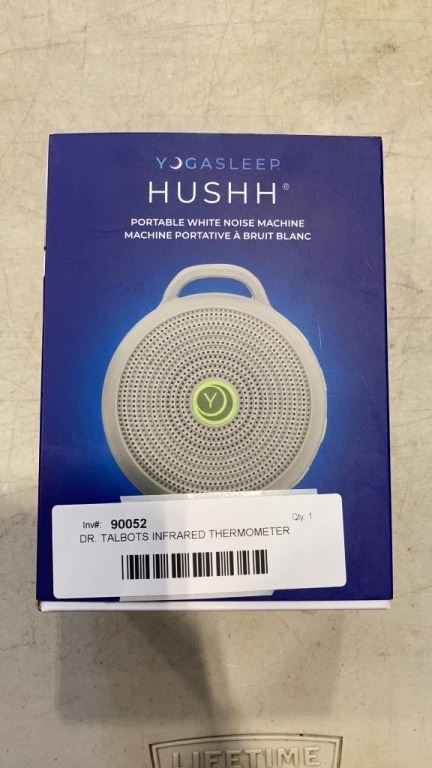 YOGASLEEP
HUSHH®
PORTABLE WHITE NOISE MACHINE
MACHINE PORTATIVE À BRUIT BLANC
Y
Inv#: 90052 Qty: 1
DR. TALBOTS INFRARED THERMOMETER
LIFETIME